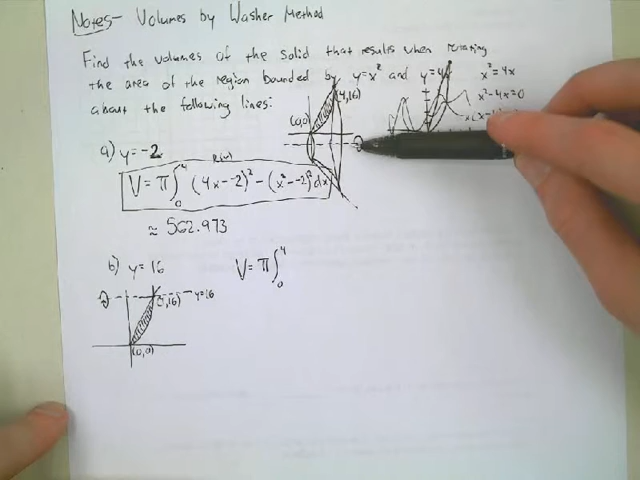 Notes- Volumes by Washer Method
Find the volumes of the solid that results when rotating
the area of the region bounded by y=x² and y=4x
about the following lines:
x²=4x
x²-4x=0
(4,16)
(0,0)
a) y=-2
R(x)
V = π∫₀⁴ (4x--2)² - (x²--2)² dx
≈ 562.973
b) y=16
V = π∫₀⁴
(4,16)
y=16
(0,0)